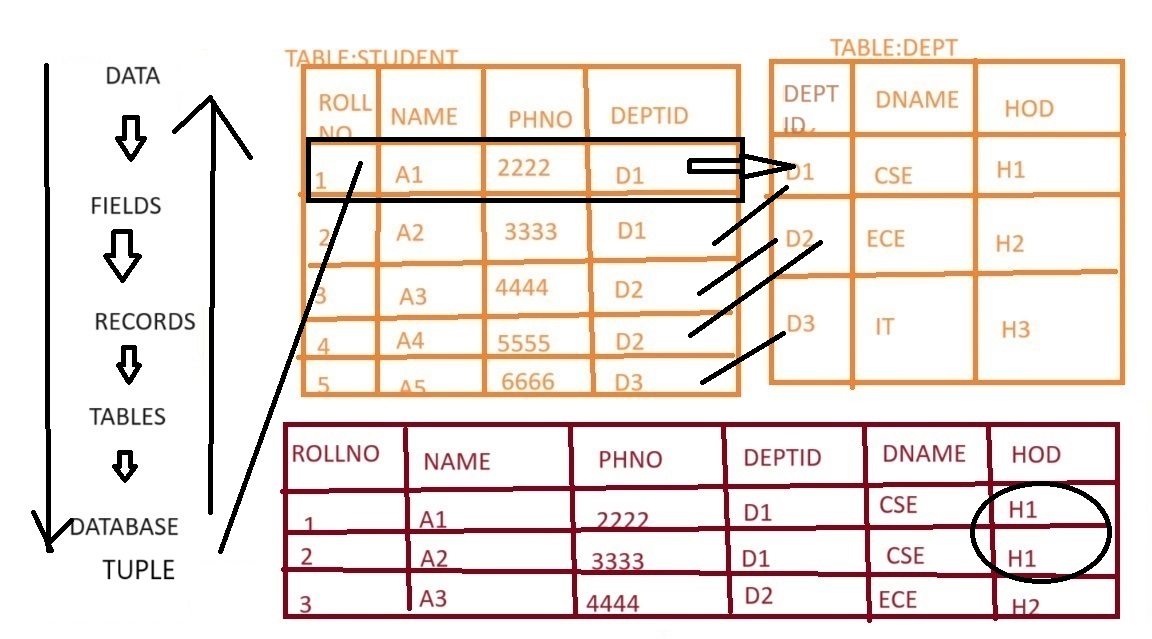 DATA
FIELDS
RECORDS
TABLES
DATABASE
TUPLE
TABLE:STUDENT
ROLL NO NAME PHNO DEPTID
1 A1 2222 D1
2 A2 3333 D1
3 A3 4444 D2
4 A4 5555 D2
5 A5 6666 D3
TABLE:DEPT
DEPT ID DNAME HOD
D1 CSE H1
D2 ECE H2
D3 IT H3
ROLLNO NAME PHNO DEPTID DNAME HOD
1 A1 2222 D1 CSE H1
2 A2 3333 D1 CSE H1
3 A3 4444 D2 ECE H2